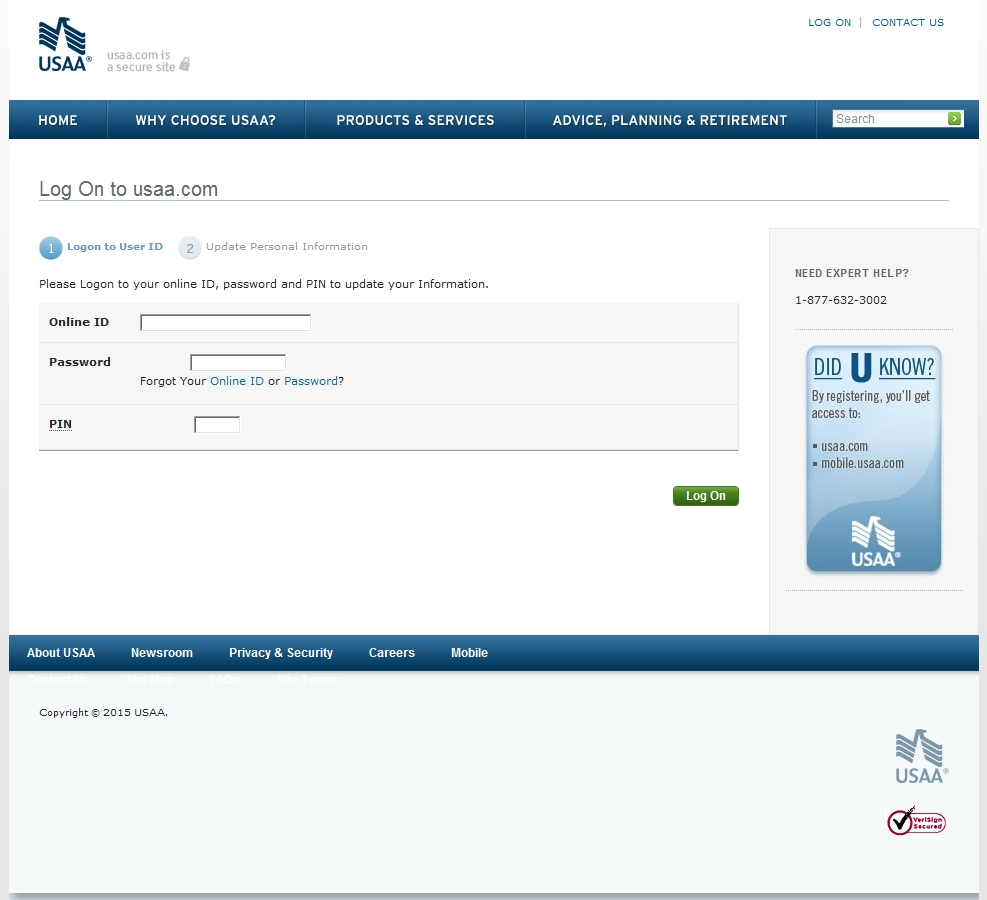 USAA®
usaa.com is
a secure site
LOG ON | CONTACT US
HOME WHY CHOOSE USAA? PRODUCTS & SERVICES ADVICE, PLANNING & RETIREMENT Search
Log On to usaa.com
1 Logon to User ID 2 Update Personal Information
Please Logon to your online ID, password and PIN to update your Information.
Online ID
Password
Forgot Your Online ID or Password?
PIN
Log On
NEED EXPERT HELP?
1-877-632-3002
DID U KNOW?
By registering, you'll get
access to:
▪ usaa.com
▪ mobile.usaa.com
USAA®
About USAA Newsroom Privacy & Security Careers Mobile
Contact Us Site Map FAQs Site Terms
Copyright © 2015 USAA.
USAA®
VeriSign
Secured